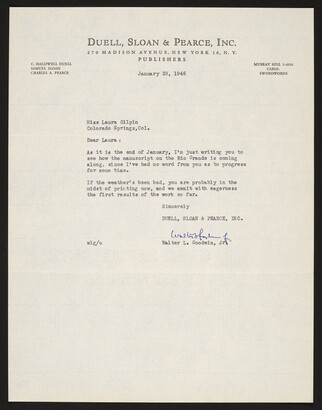 DUELL, SLOAN & PEARCE, INC.
270 MADISON AVENUE, NEW YORK 16, N. Y.
PUBLISHERS
C. HALLIWELL DUELL
SAMUEL SLOAN
CHARLES A. PEARCE
MURRAY HILL
CABLE:
SWORDWORDS
January 28, 1946
Miss Laura Gilpin
Colorado Springs, Col.
Dear Laura:
As it is the end of January, I'm just writing you to
see how the manuscript on the Rio Grande is coming
along, since I've had no word from you as to progress
for some time.
If the weather's been bad, you are probably in the
midst of printing now, and we await with eagerness
the first results of the work so far.
Sincerely
DUELL, SLOAN & PEARCE, INC.
wlg/o
Walter L. Goodwin, Jr.